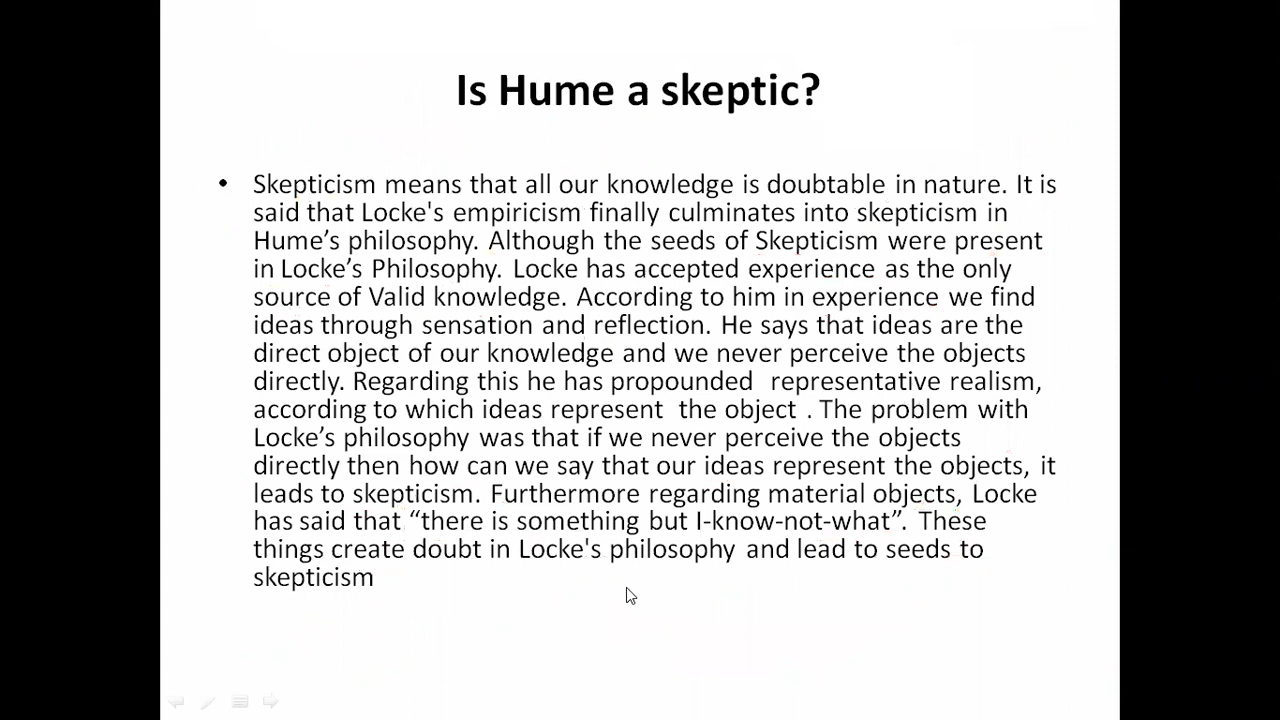 Is Hume a skeptic?
• Skepticism means that all our knowledge is doubtable in nature. It is
said that Locke's empiricism finally culminates into skepticism in
Hume’s philosophy. Although the seeds of Skepticism were present
in Locke’s Philosophy. Locke has accepted experience as the only
source of Valid knowledge. According to him in experience we find
ideas through sensation and reflection. He says that ideas are the
direct object of our knowledge and we never perceive the objects
directly. Regarding this he has propounded  representative realism,
according to which ideas represent  the object . The problem with
Locke’s philosophy was that if we never perceive the objects
directly then how can we say that our ideas represent the objects, it
leads to skepticism. Furthermore regarding material objects, Locke
has said that “there is something but I-know-not-what”.  These
things create doubt in Locke's philosophy and lead to seeds to
skepticism